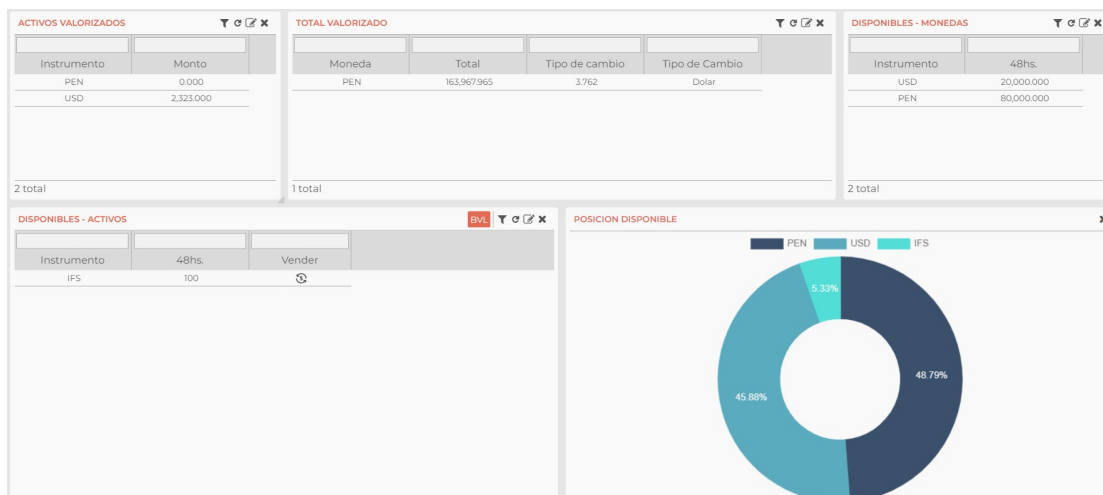 ACTIVOS VALORIZADOS
Instrumento Monto
PEN 0.000
USD 2,323.000
2 total
TOTAL VALORIZADO
Moneda Total Tipo de cambio Tipo de Cambio
PEN 163,967.965 3.762 Dolar
1 total
DISPONIBLES - MONEDAS
Instrumento 48hs.
USD 20,000.000
PEN 80,000.000
2 total
DISPONIBLES - ACTIVOS BVL
Instrumento 48hs. Vender
IFS 100
POSICION DISPONIBLE
PEN USD IFS
5.33%
48.79%
45.88%